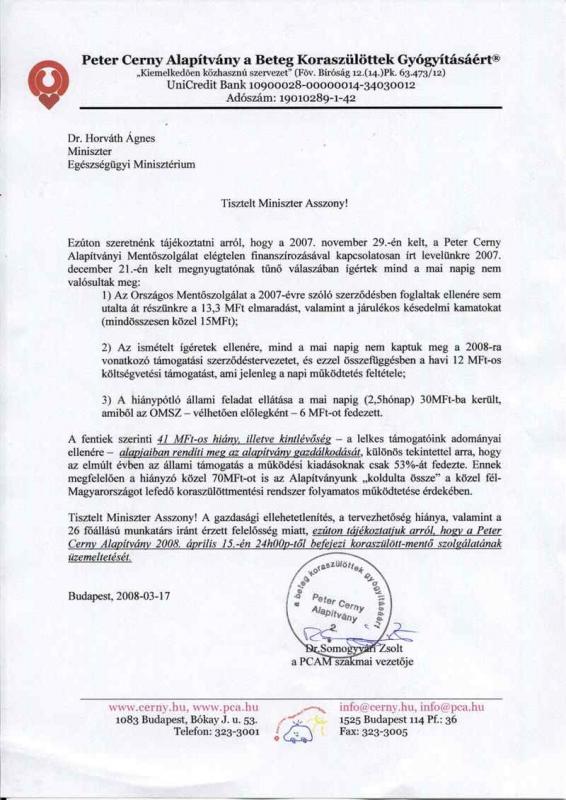 Peter Cerny Alapítvány a Beteg Koraszülöttek Gyógyításáért®
„Kiemelkedően közhasznú szervezet" (Főv. Bíróság 12.(14.)Pk. 63.473/12)
UniCredit Bank 10900028-00000014-34030012
Adószám: 19010289-1-42
Dr. Horváth Ágnes
Miniszter
Egészségügyi Minisztérium
Tisztelt Miniszter Asszony!
Ezúton szeretnénk tájékoztatni arról, hogy a 2007. november 29.-én kelt, a Peter Cerny
Alapítványi Mentőszolgálat elégtelen finanszírozásával kapcsolatosan írt levelünkre 2007.
december 21.-én kelt megnyugtatónak tűnő válaszában ígértek mind a mai napig nem
valósultak meg:
1) Az Országos Mentőszolgálat a 2007-évre szóló szerződésben foglaltak ellenére sem
utalta át részünkre a 13,3 MFt elmaradást, valamint a járulékos késedelmi kamatokat
(mindösszesen közel 15MFt);
2) Az ismételt ígéretek ellenére, mind a mai napig nem kaptuk meg a 2008-ra
vonatkozó támogatási szerződéstervezetet, és ezzel összefüggésben a havi 12 MFt-os
költségvetési támogatást, ami jelenleg a napi működtetés feltétele;
3) A hiánypótló állami feladat ellátása a mai napig (2,5hónap) 30MFt-ba került,
amiből az OMSZ – vélhetően előlegként – 6 MFt-ot fedezett.
A fentiek szerinti 41 MFt-os hiány, illetve kintlévőség – a lelkes támogatóink adományai
ellenére – alapjaiban rendíti meg az alapítvány gazdálkodását, különös tekintettel arra, hogy
az elmúlt évben az állami támogatás a működési kiadásoknak csak 53%-át fedezte. Ennek
megfelelően a hiányzó közel 70MFt-ot is az Alapítványunk „koldulta össze" a közel fél-
Magyarországot lefedő koraszülöttmentési rendszer folyamatos működtetése érdekében.
Tisztelt Miniszter Asszony! A gazdasági ellehetetlenítés, a tervezhetőség hiánya, valamint a
26 főállású munkatárs iránt érzett felelősség miatt, ezúton tájékoztatjuk arról, hogy a Peter
Cerny Alapítvány 2008. április 15.-én 24h00p-től befejezi koraszülött-mentő szolgálatának
üzemeltetését.
Budapest, 2008-03-17
a beteg koraszülöttek gyógyításáért
Peter Cerny
Alapítvány
2
Dr.Somogyvári Zsolt
a PCAM szakmai vezetője
www.cerny.hu, www.pca.hu
1083 Budapest, Bókay J. u. 53.
Telefon: 323-3001
info@cerny.hu, info@pca.hu
1525 Budapest 114 Pf.: 36
Fax: 323-3005